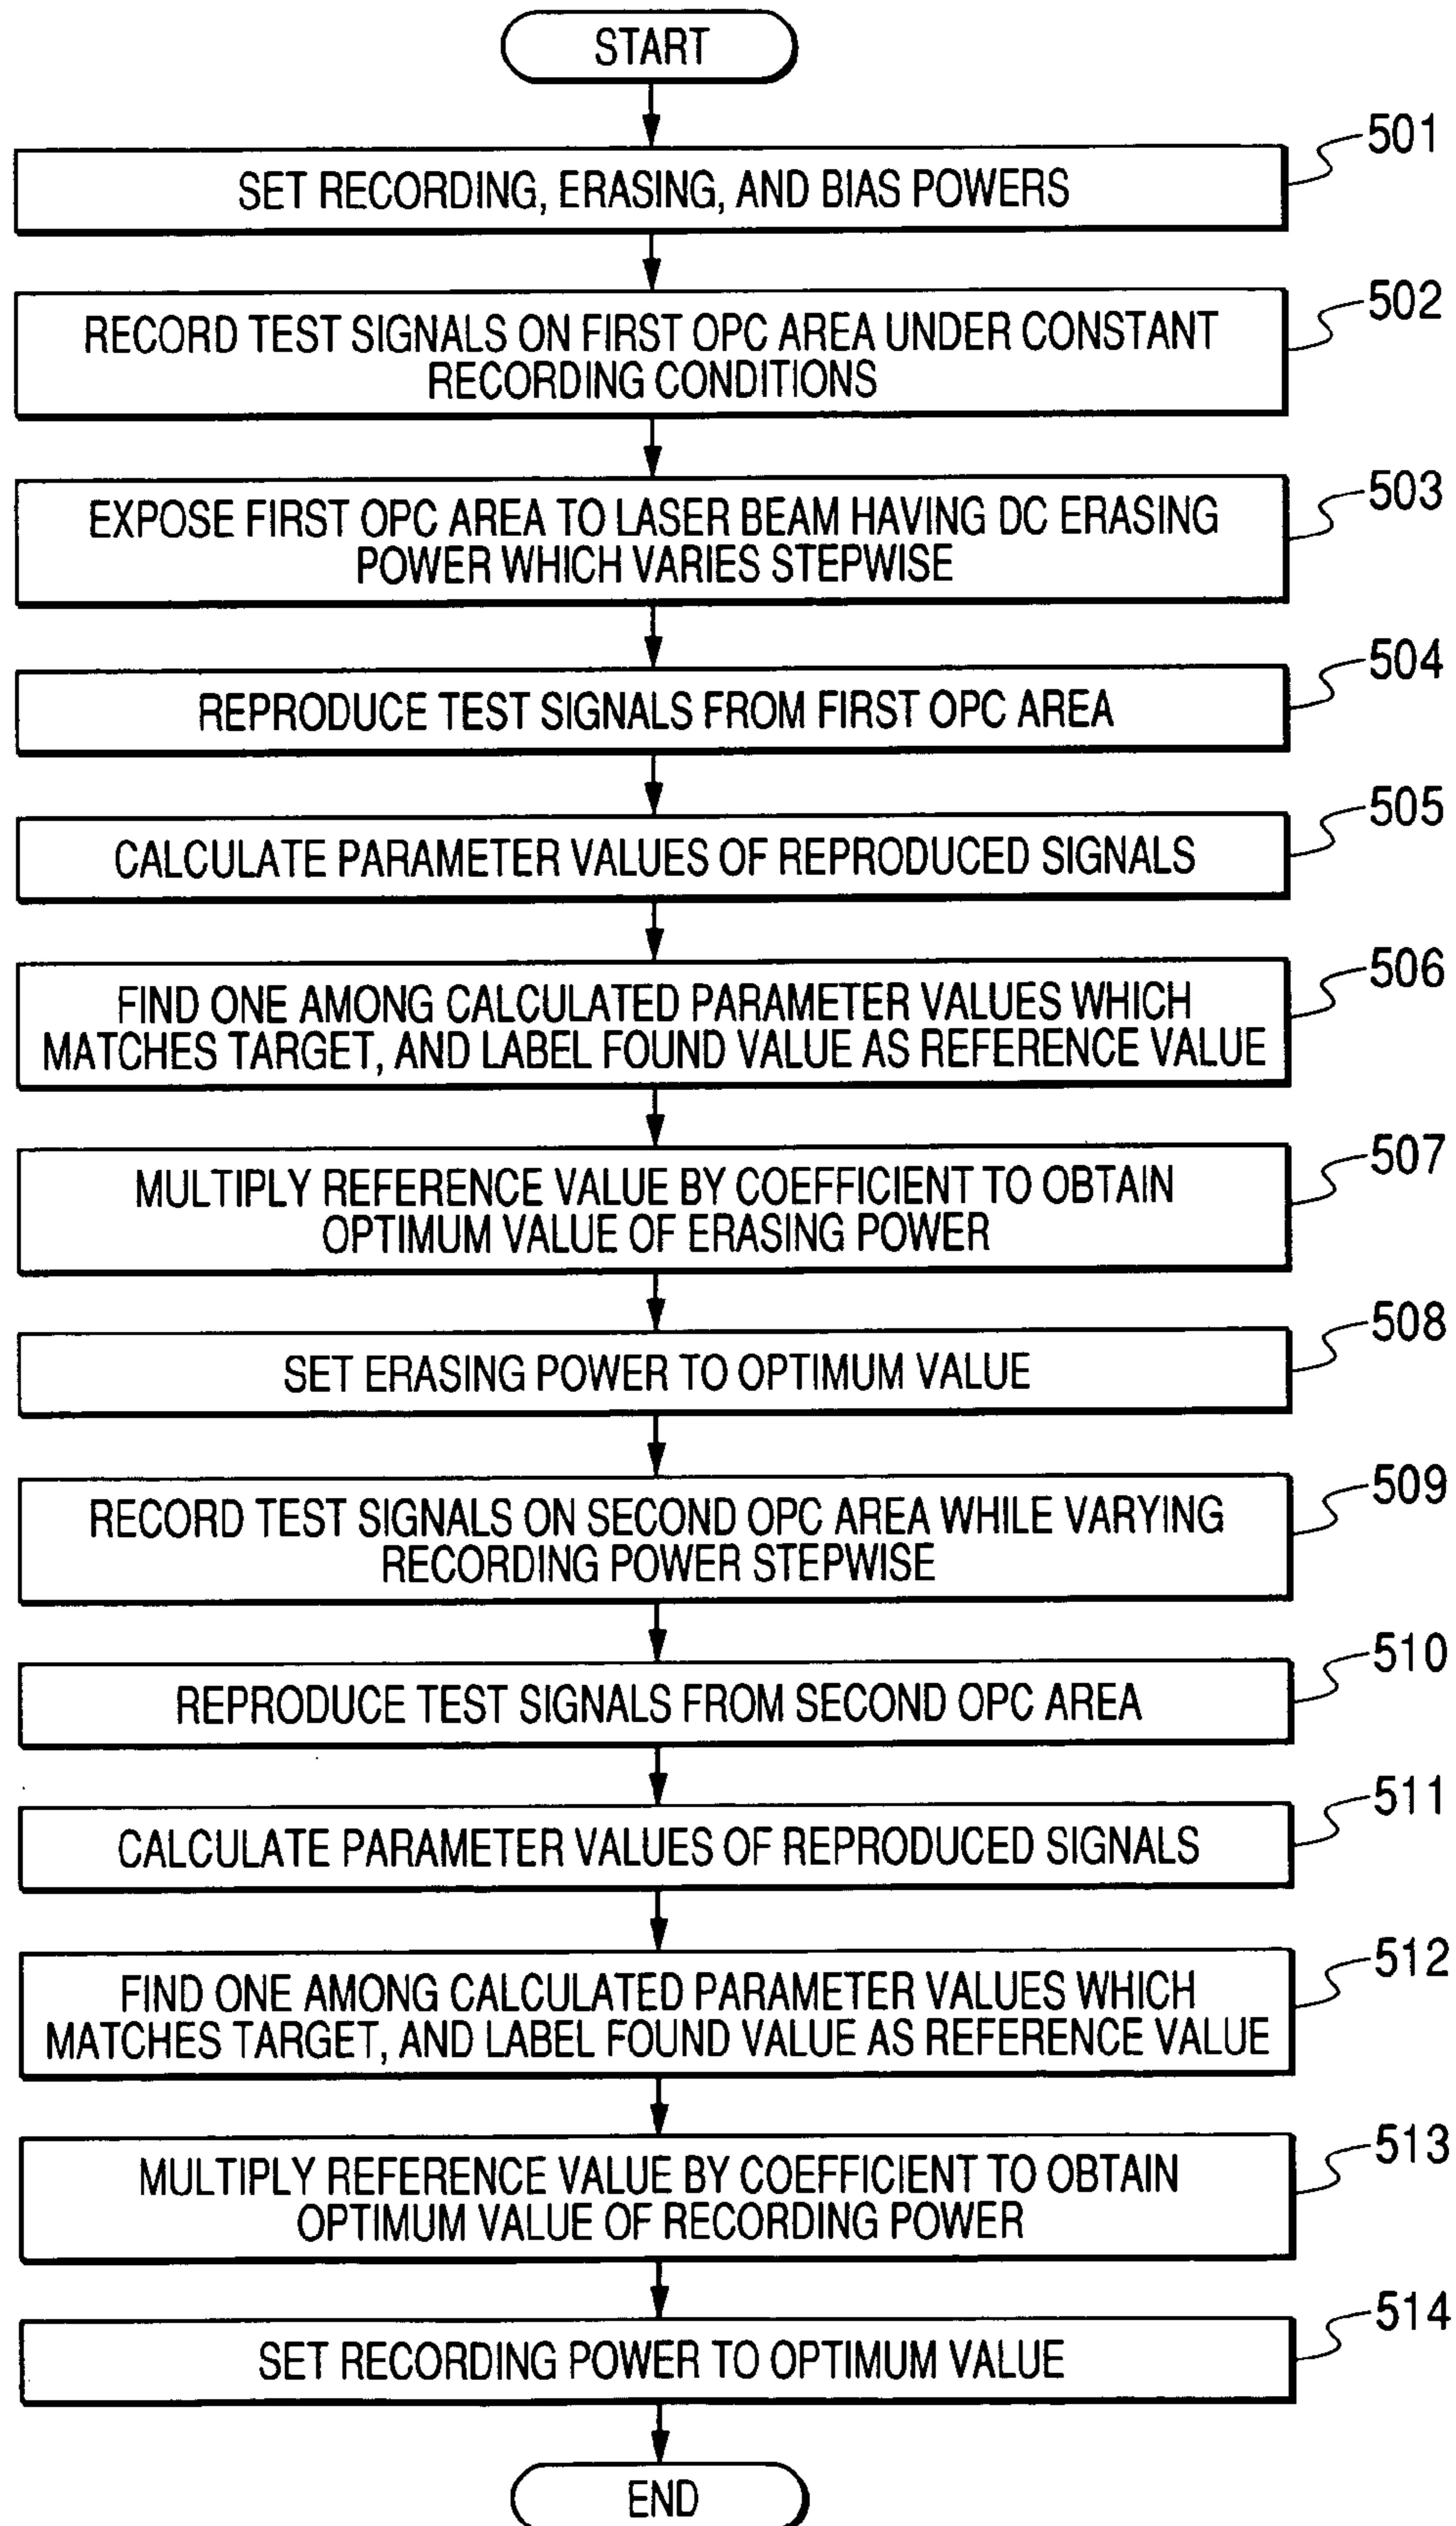 START
501
SET RECORDING, ERASING, AND BIAS POWERS
502
RECORD TEST SIGNALS ON FIRST OPC AREA UNDER CONSTANT
RECORDING CONDITIONS
503
EXPOSE FIRST OPC AREA TO LASER BEAM HAVING DC ERASING
POWER WHICH VARIES STEPWISE
504
REPRODUCE TEST SIGNALS FROM FIRST OPC AREA
505
CALCULATE PARAMETER VALUES OF REPRODUCED SIGNALS
506
FIND ONE AMONG CALCULATED PARAMETER VALUES WHICH
MATCHES TARGET, AND LABEL FOUND VALUE AS REFERENCE VALUE
507
MULTIPLY REFERENCE VALUE BY COEFFICIENT TO OBTAIN
OPTIMUM VALUE OF ERASING POWER
508
SET ERASING POWER TO OPTIMUM VALUE
509
RECORD TEST SIGNALS ON SECOND OPC AREA WHILE VARYING
RECORDING POWER STEPWISE
510
REPRODUCE TEST SIGNALS FROM SECOND OPC AREA
511
CALCULATE PARAMETER VALUES OF REPRODUCED SIGNALS
512
FIND ONE AMONG CALCULATED PARAMETER VALUES WHICH
MATCHES TARGET, AND LABEL FOUND VALUE AS REFERENCE VALUE
513
MULTIPLY REFERENCE VALUE BY COEFFICIENT TO OBTAIN
OPTIMUM VALUE OF RECORDING POWER
514
SET RECORDING POWER TO OPTIMUM VALUE
END